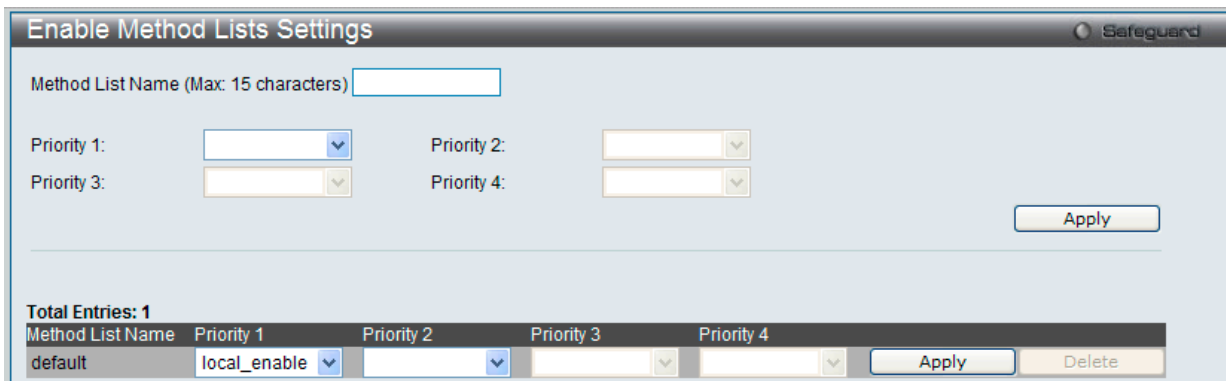 Enable Method Lists Settings Safeguard
Method List Name (Max: 15 characters)
Priority 1: Priority 2:
Priority 3: Priority 4:
Apply
Total Entries: 1
Method List Name Priority 1 Priority 2 Priority 3 Priority 4
default local_enable Apply Delete